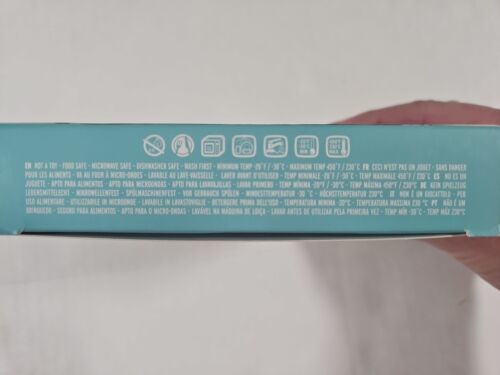 EN NOT A TOY - FOOD SAFE - MICROWAVE SAFE - DISHWASHER SAFE - WASH FIRST - MINIMUM TEMP -20°F / -30°C - MAXIMUM TEMP 450°F / 230°C FR CECI N'EST PAS UN JOUET - SANS DANGER
POUR LES ALIMENTS - VA AU FOUR À MICRO-ONDES - LAVABLE AU LAVE-VAISSELLE - LAVER AVANT D'UTILISER - TEMP MINIMALE -20°F / -30°C - TEMP MAXIMALE 450°F / 230°C ES NO ES UN
JUGUETE - APTO PARA ALIMENTOS - APTO PARA MICROONDAS - APTO PARA LAVAVAJILLAS - LAVAR PRIMERO - TEMP MÍNIMA -20°F / -30°C - TEMP MÁXIMA 450°F / 230°C DE KEIN SPIELZEUG
LEBENSMITTELECHT - MIKROWELLENFEST - SPÜLMASCHINENFEST - VOR GEBRAUCH SPÜLEN - MINDESTTEMPERATUR -30°C - HÖCHSTTEMPERATUR 230°C IT NON È UN GIOCATTOLO - PER
USO ALIMENTARE - UTILIZZABILE IN MICROONDE - LAVABILE IN LAVASTOVIGLIE - DETERGERE PRIMA DELL'USO - TEMPERATURA MINIMA -30°C - TEMPERATURA MASSIMA 230°C PT NÃO É UM
BRINQUEDO - SEGURO PARA ALIMENTOS - APTO PARA O MICRO-ONDAS - LAVÁVEL NA MÁQUINA DE LOIÇA - LAVAR ANTES DE UTILIZAR PELA PRIMEIRA VEZ - TEMP MÍN -30°C - TEMP MÁX 230°C